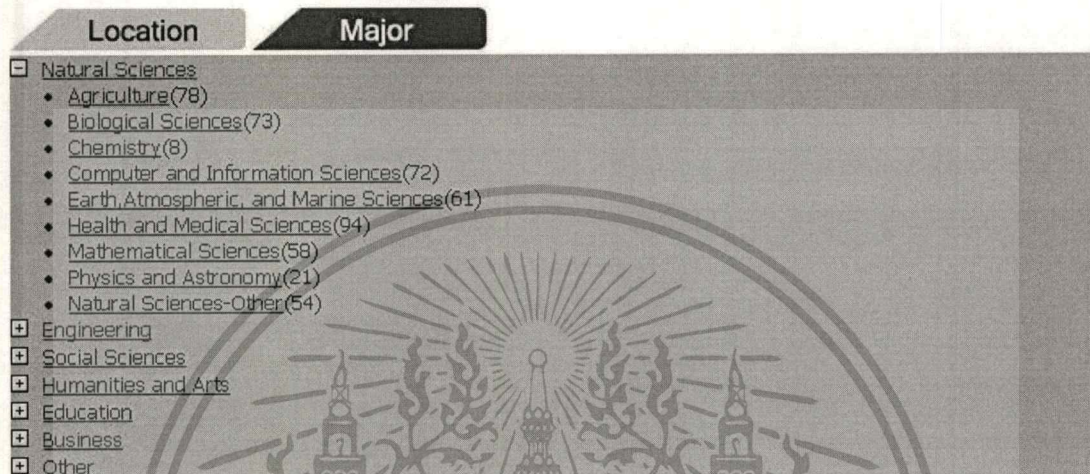 Location Major
Natural Sciences
Agriculture(78)
Biological Sciences(73)
Chemistry(8)
Computer and Information Sciences(72)
Earth,Atmospheric, and Marine Sciences(61)
Health and Medical Sciences(94)
Mathematical Sciences(58)
Physics and Astronomy(21)
Natural Sciences-Other(54)
Engineering
Social Sciences
Humanities and Arts
Education
Business
Other